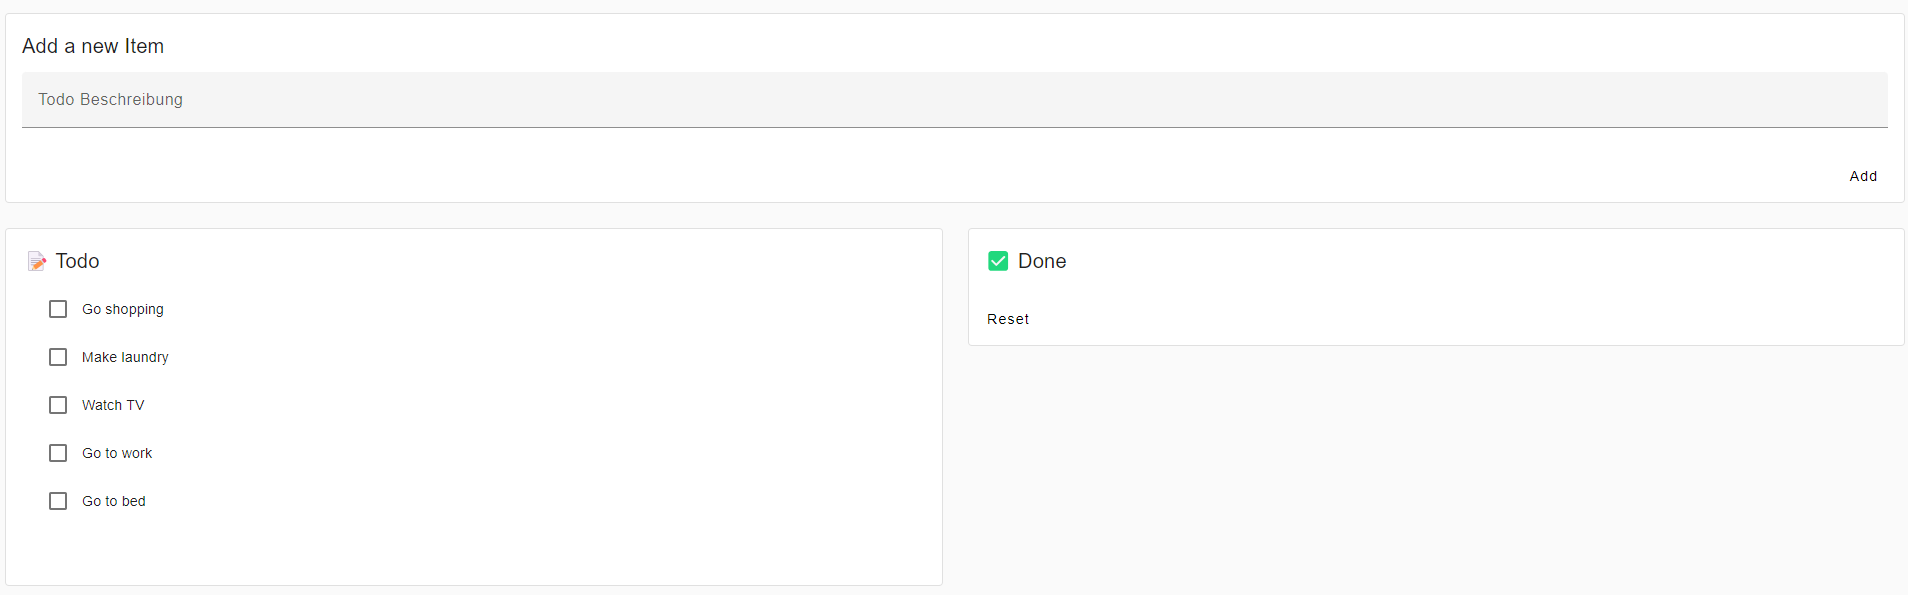 Add a new Item
Todo Beschreibung
Add
📝 Todo
Go shopping
Make laundry
Watch TV
Go to work
Go to bed
✅ Done
Reset